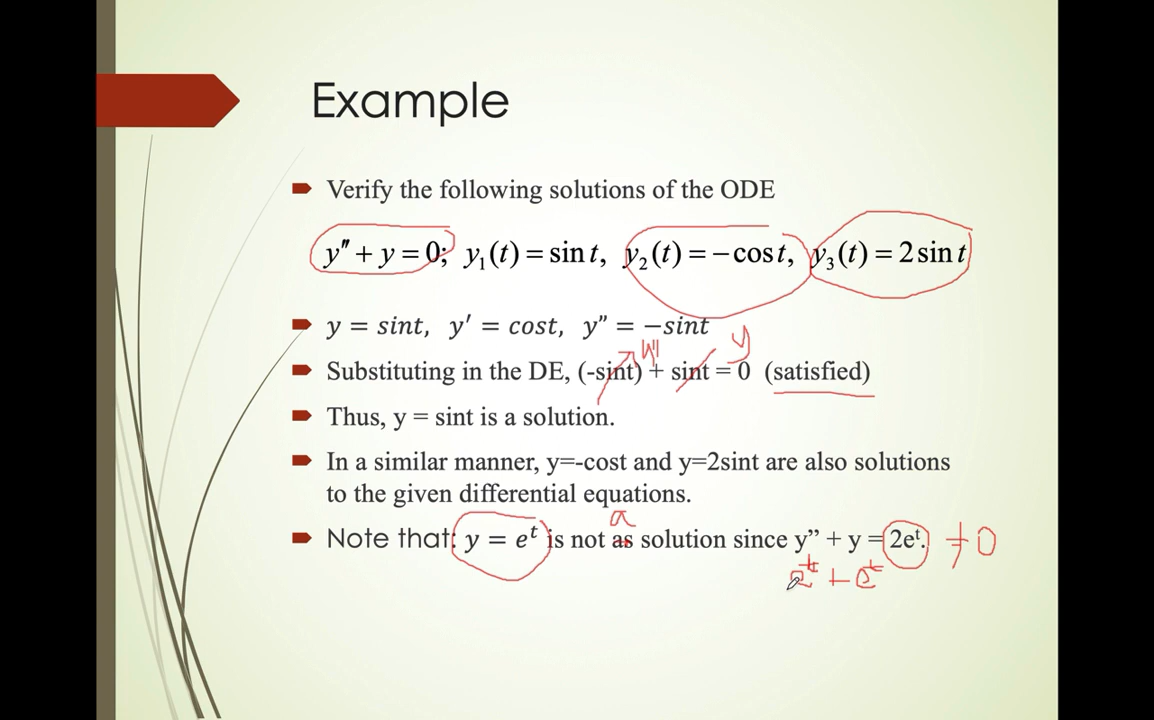 Example
Verify the following solutions of the ODE
y″ + y = 0; y₁(t) = sin t, y₂(t) = −cos t, y₃(t) = 2 sin t
y = sint, y′ = cost, y” = −sint
y
y"
Substituting in the DE, (-sint) + sint = 0 (satisfied)
Thus, y = sint is a solution.
In a similar manner, y=-cost and y=2sint are also solutions
to the given differential equations.
a
Note that: y = eᵗ is not as solution since y” + y = 2eᵗ. ≠ 0
eᵗ + eᵗ